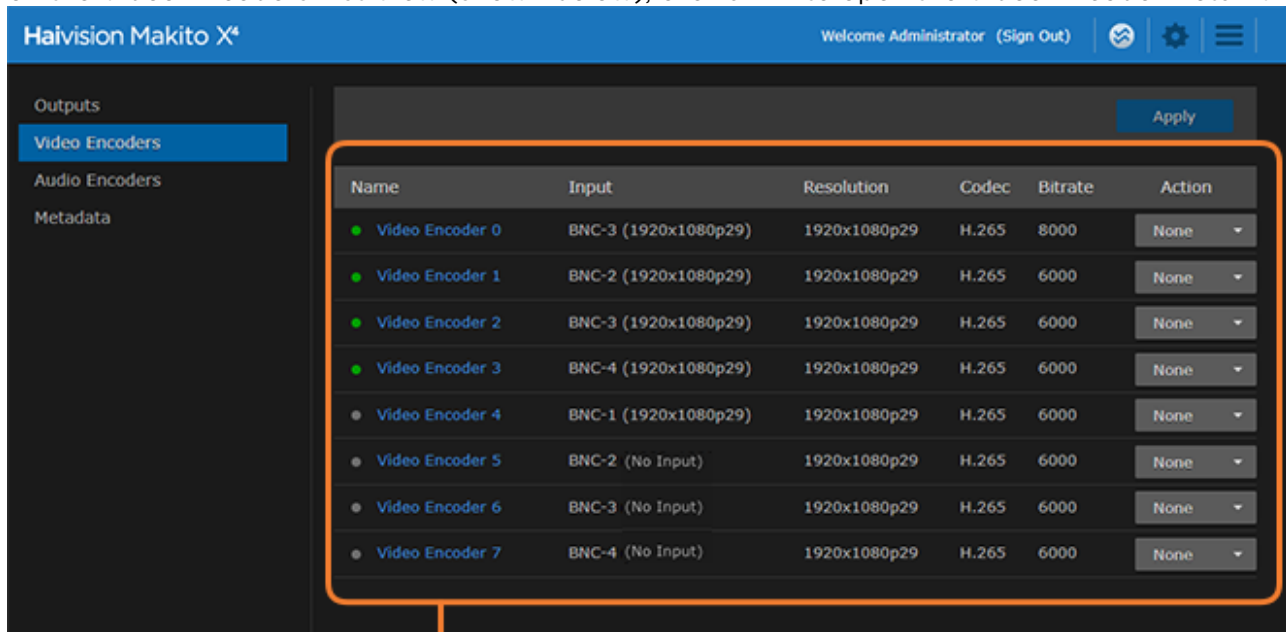 Haivision Makito X⁴
Welcome Administrator (Sign Out)
Outputs
Video Encoders
Audio Encoders
Metadata
Apply
Name Input Resolution Codec Bitrate Action
Video Encoder 0 BNC-3 (1920x1080p29) 1920x1080p29 H.265 8000 None
Video Encoder 1 BNC-2 (1920x1080p29) 1920x1080p29 H.265 6000 None
Video Encoder 2 BNC-3 (1920x1080p29) 1920x1080p29 H.265 6000 None
Video Encoder 3 BNC-4 (1920x1080p29) 1920x1080p29 H.265 6000 None
Video Encoder 4 BNC-1 (1920x1080p29) 1920x1080p29 H.265 6000 None
Video Encoder 5 BNC-2 (No Input) 1920x1080p29 H.265 6000 None
Video Encoder 6 BNC-3 (No Input) 1920x1080p29 H.265 6000 None
Video Encoder 7 BNC-4 (No Input) 1920x1080p29 H.265 6000 None